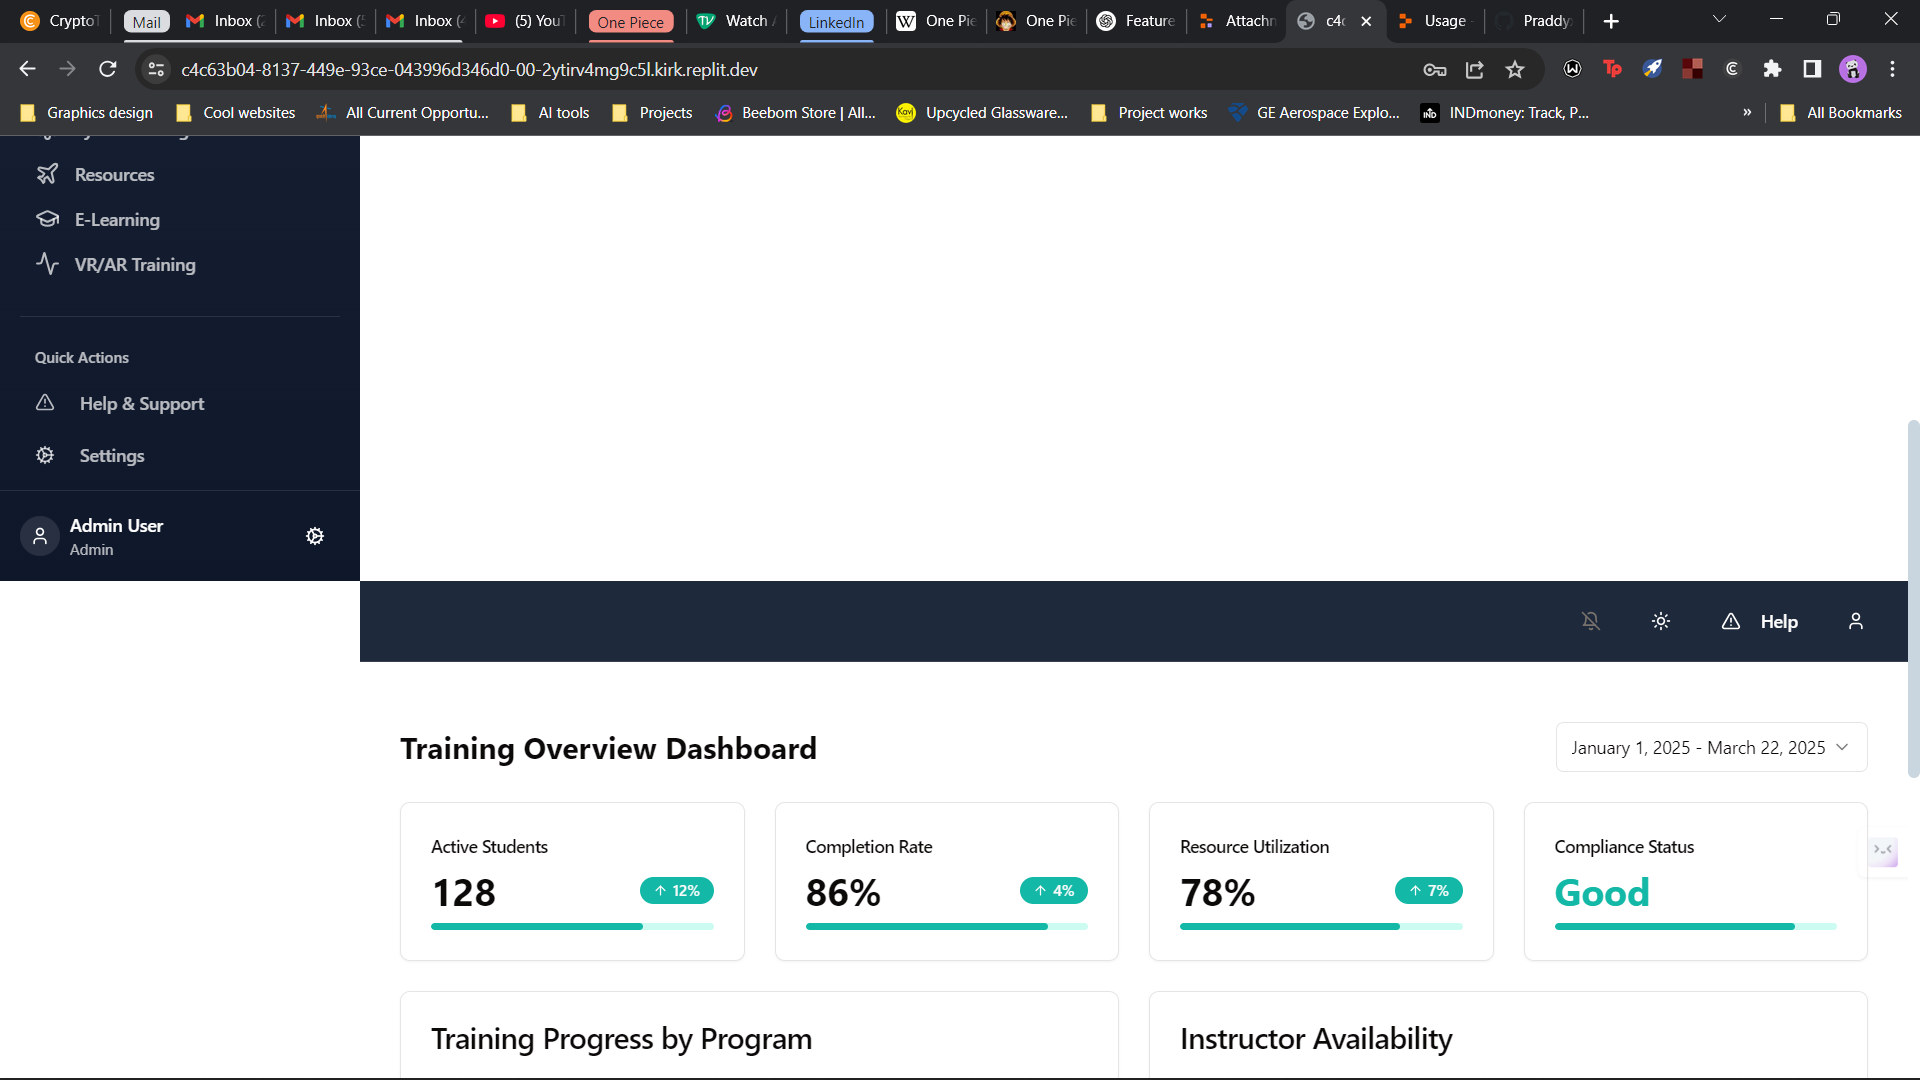 CryptoT
Mail
Inbox (2
Inbox (5
Inbox (4
(5) YouT
One Piece
Watch
LinkedIn
One Pie
One Pie
Feature
Attachm
c4c
Usage
Praddy
c4c63b04-8137-449e-93ce-043996d346d0-00-2ytirv4mg9c5l.kirk.replit.dev
Graphics design
Cool websites
All Current Opportu...
AI tools
Projects
Beebom Store | All...
Upcycled Glassware...
Project works
GE Aerospace Explo...
INDmoney: Track, P...
»
All Bookmarks
Resources
E-Learning
VR/AR Training
Quick Actions
Help & Support
Settings
Admin User
Admin
Help
Training Overview Dashboard
January 1, 2025 - March 22, 2025
Active Students
128
↑ 12%
Completion Rate
86%
↑ 4%
Resource Utilization
78%
↑ 7%
Compliance Status
Good
Training Progress by Program
Instructor Availability